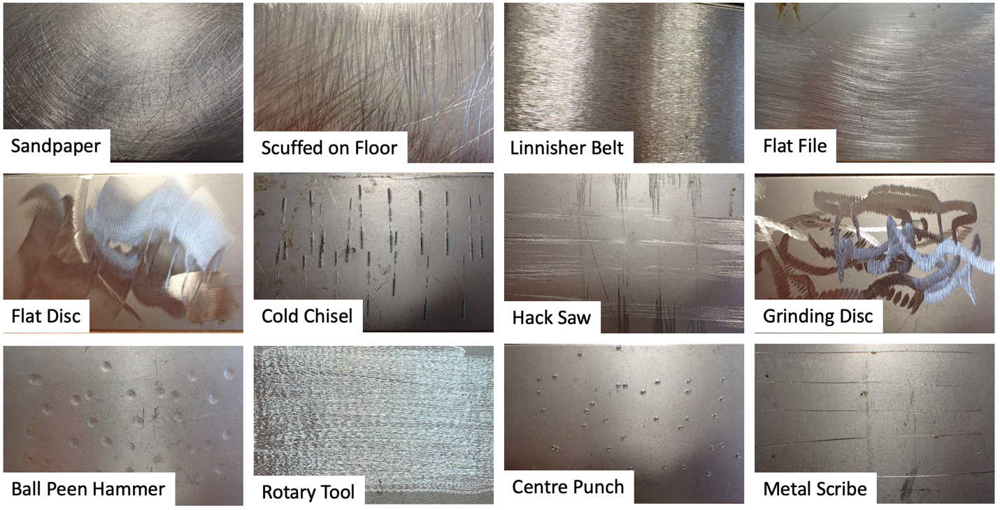 Sandpaper
Scuffed on Floor
Linnisher Belt
Flat File
Flat Disc
Cold Chisel
Hack Saw
Grinding Disc
Ball Peen Hammer
Rotary Tool
Centre Punch
Metal Scribe